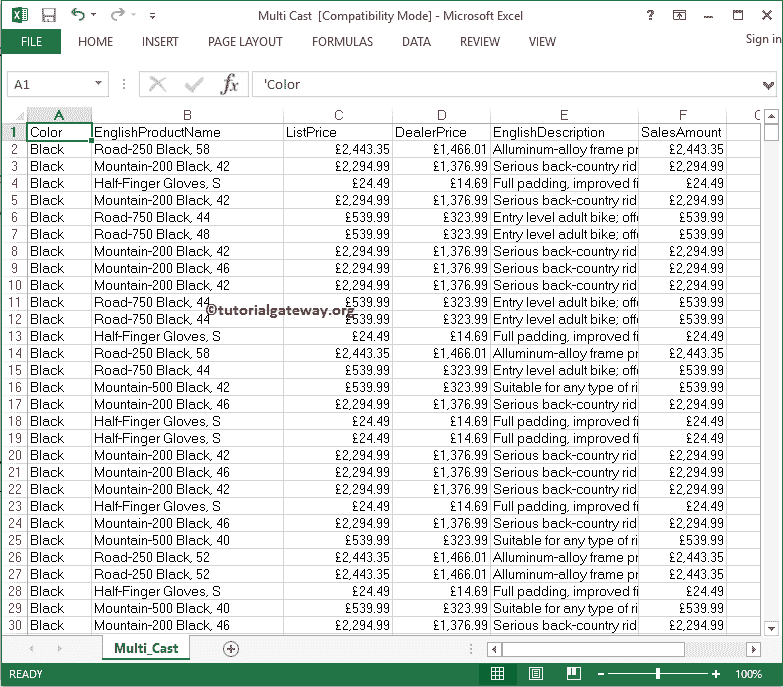 Multi Cast [Compatibility Mode] - Microsoft Excel
FILE HOME INSERT PAGE LAYOUT FORMULAS DATA REVIEW VIEW Sign in
A1 fx 'Color
A B C D E F
1 Color EnglishProductName ListPrice DealerPrice EnglishDescription SalesAmount
2 Black Road-250 Black, 58 £2,443.35 £1,466.01 Alluminum-alloy frame pr £2,443.35
3 Black Mountain-200 Black, 42 £2,294.99 £1,376.99 Serious back-country rid £2,294.99
4 Black Half-Finger Gloves, S £24.49 £14.69 Full padding, improved fi £24.49
5 Black Mountain-200 Black, 42 £2,294.99 £1,376.99 Serious back-country rid £2,294.99
6 Black Road-750 Black, 44 £539.99 £323.99 Entry level adult bike; offe £539.99
7 Black Road-750 Black, 48 £539.99 £323.99 Entry level adult bike; offe £539.99
8 Black Mountain-200 Black, 42 £2,294.99 £1,376.99 Serious back-country rid £2,294.99
9 Black Mountain-200 Black, 46 £2,294.99 £1,376.99 Serious back-country rid £2,294.99
10 Black Mountain-200 Black, 42 £2,294.99 £1,376.99 Serious back-country rid £2,294.99
11 Black Road-750 Black, 44 £539.99 £323.99 Entry level adult bike; offe £539.99
©tutorialgateway.org
12 Black Road-750 Black, 44 £539.99 £323.99 Entry level adult bike; offe £539.99
13 Black Half-Finger Gloves, S £24.49 £14.69 Full padding, improved fi £24.49
14 Black Road-250 Black, 58 £2,443.35 £1,466.01 Alluminum-alloy frame pr £2,443.35
15 Black Road-750 Black, 44 £539.99 £323.99 Entry level adult bike; offe £539.99
16 Black Mountain-500 Black, 42 £539.99 £323.99 Suitable for any type of ri £539.99
17 Black Mountain-200 Black, 46 £2,294.99 £1,376.99 Serious back-country rid £2,294.99
18 Black Half-Finger Gloves, S £24.49 £14.69 Full padding, improved fi £24.49
19 Black Half-Finger Gloves, S £24.49 £14.69 Full padding, improved fi £24.49
20 Black Mountain-200 Black, 42 £2,294.99 £1,376.99 Serious back-country rid £2,294.99
21 Black Mountain-200 Black, 46 £2,294.99 £1,376.99 Serious back-country rid £2,294.99
22 Black Mountain-200 Black, 42 £2,294.99 £1,376.99 Serious back-country rid £2,294.99
23 Black Half-Finger Gloves, S £24.49 £14.69 Full padding, improved fi £24.49
24 Black Mountain-200 Black, 46 £2,294.99 £1,376.99 Serious back-country rid £2,294.99
25 Black Mountain-500 Black, 40 £539.99 £323.99 Suitable for any type of ri £539.99
26 Black Road-250 Black, 52 £2,443.35 £1,466.01 Alluminum-alloy frame pr £2,443.35
27 Black Road-250 Black, 52 £2,443.35 £1,466.01 Alluminum-alloy frame pr £2,443.35
28 Black Half-Finger Gloves, S £24.49 £14.69 Full padding, improved fi £24.49
29 Black Mountain-500 Black, 40 £539.99 £323.99 Suitable for any type of ri £539.99
30 Black Mountain-200 Black, 46 £2,294.99 £1,376.99 Serious back-country rid £2,294.99
Multi_Cast
READY 100%